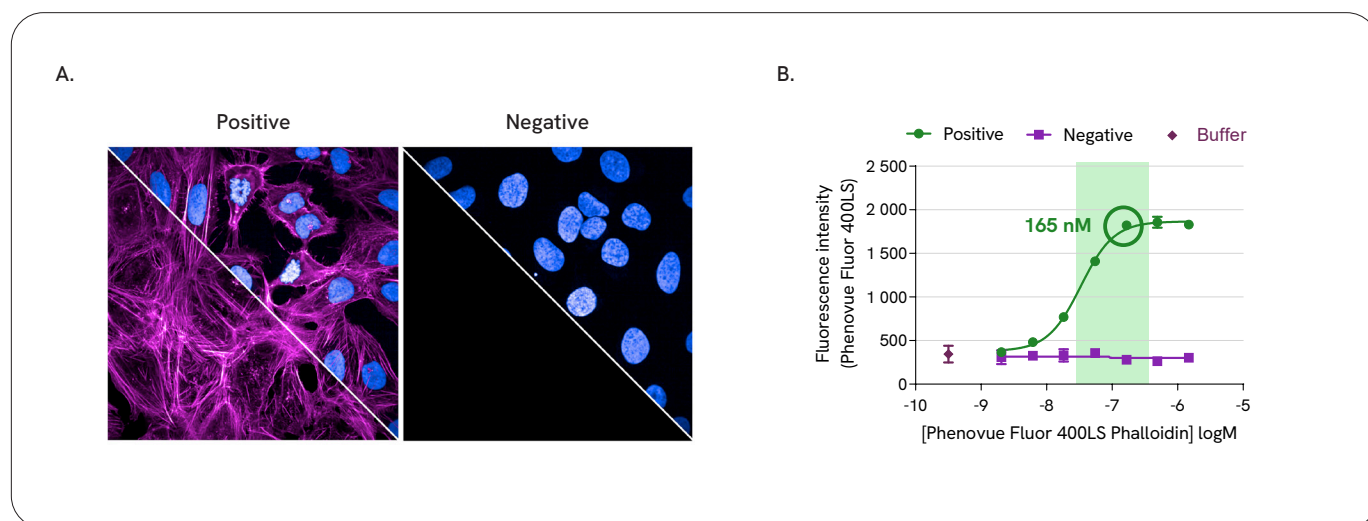 A.
Positive
Negative
B.
Positive
Negative
Buffer
Fluorescence intensity
(Phenovue Fluor 400LS)
2 500
2 000
1 500
1 000
500
0
165 nM
-10
-9
-8
-7
-6
-5
[Phenovue Fluor 400LS Phalloidin] logM